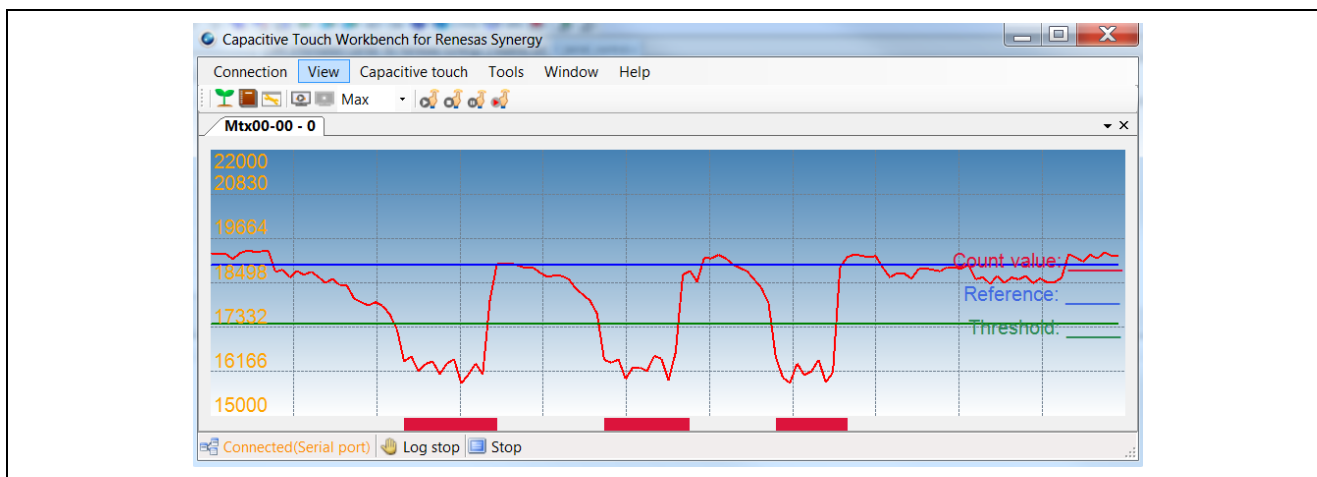 Capacitive Touch Workbench for Renesas Synergy
Connection View Capacitive touch Tools Window Help
Max
Mtx00-00 - 0
22000
20830
19664
18498
17332
16166
15000
Count value:
Reference:
Threshold:
Connected(Serial port) Log stop Stop